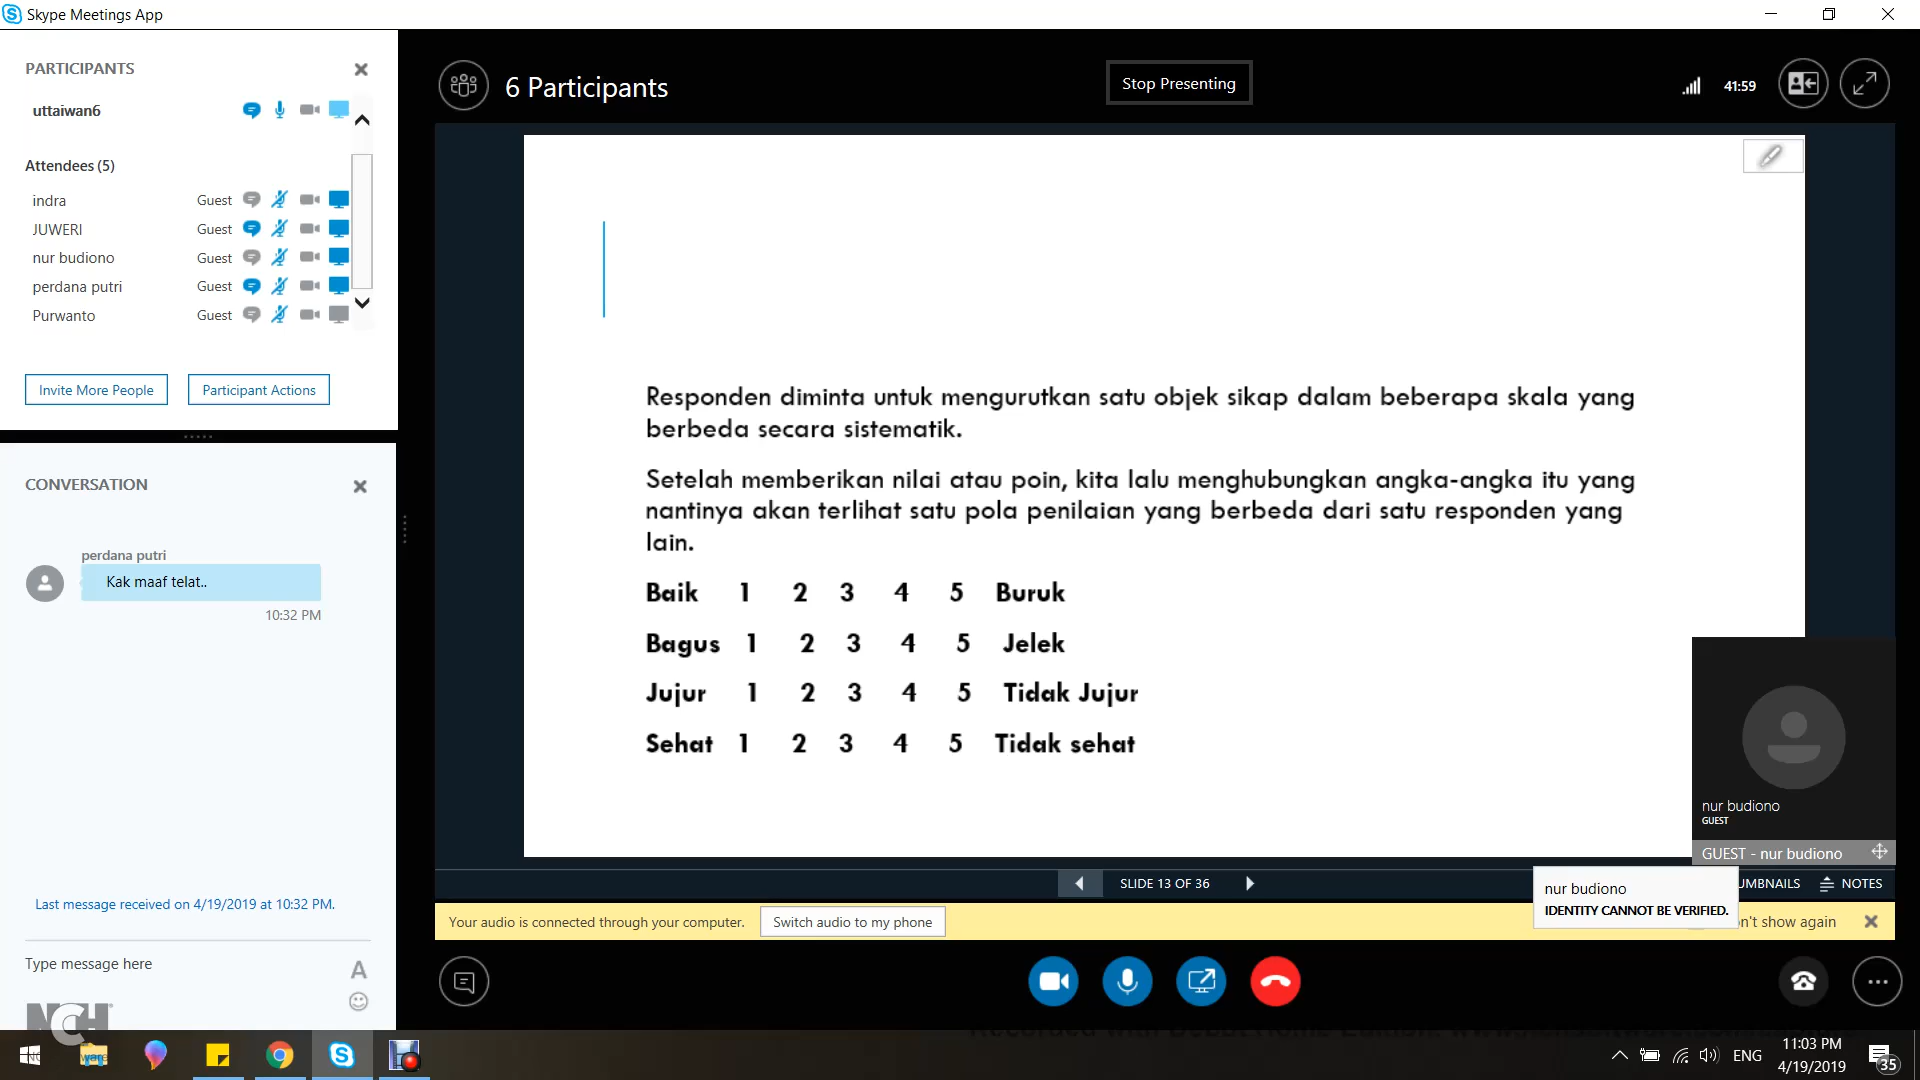 Skype Meetings App
PARTICIPANTS
uttaiwan6
Attendees (5)
indra Guest
JUWERI Guest
nur budiono Guest
perdana putri Guest
Purwanto Guest
Invite More People
Participant Actions
CONVERSATION
perdana putri
Kak maaf telat..
10:32 PM
Last message received on 4/19/2019 at 10:32 PM.
Type message here
A
NCH
6 Participants
Stop Presenting
41:59
Responden diminta untuk mengurutkan satu objek sikap dalam beberapa skala yang
berbeda secara sistematik.
Setelah memberikan nilai atau poin, kita lalu menghubungkan angka-angka itu yang
nantinya akan terlihat satu pola penilaian yang berbeda dari satu responden yang
lain.
Baik 1 2 3 4 5 Buruk
Bagus 1 2 3 4 5 Jelek
Jujur 1 2 3 4 5 Tidak Jujur
Sehat 1 2 3 4 5 Tidak sehat
nur budiono
GUEST
GUEST - nur budiono
SLIDE 13 OF 36
UMBNAILS
NOTES
nur budiono
IDENTITY CANNOT BE VERIFIED.
Your audio is connected through your computer.
Switch audio to my phone
n't show again
ENG
11:03 PM
4/19/2019
35